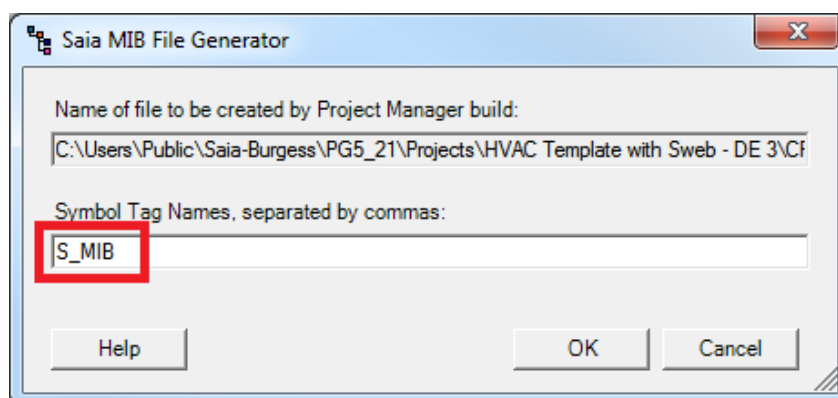 Saia MIB File Generator
Name of file to be created by Project Manager build:
C:\Users\Public\Saia-Burgess\PG5_21\Projects\HVAC Template with Sweb - DE 3\CF
Symbol Tag Names, separated by commas:
S_MIB
Help OK Cancel